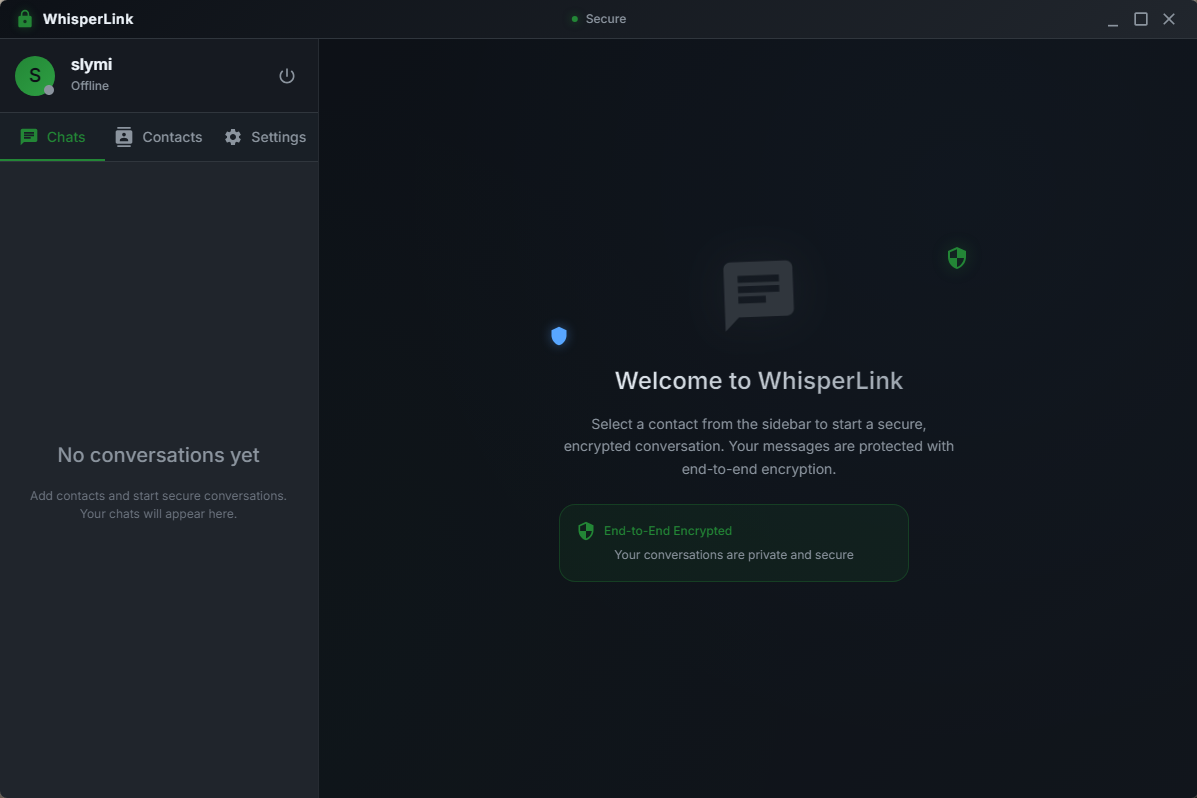 WhisperLink
Secure
S
slymi
Offline
Chats
Contacts
Settings
No conversations yet
Add contacts and start secure conversations.
Your chats will appear here.
Welcome to WhisperLink
Select a contact from the sidebar to start a secure,
encrypted conversation. Your messages are protected with
end-to-end encryption.
End-to-End Encrypted
Your conversations are private and secure